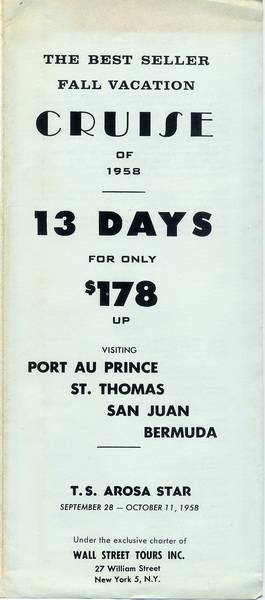 THE BEST SELLER
FALL VACATION
CRUISE
OF
1958
13 DAYS
FOR ONLY
$178
UP
VISITING
PORT AU PRINCE
ST. THOMAS
SAN JUAN
BERMUDA
T.S. AROSA STAR
SEPTEMBER 28 — OCTOBER 11, 1958
Under the exclusive charter of
WALL STREET TOURS INC.
27 William Street
New York 5, N.Y.